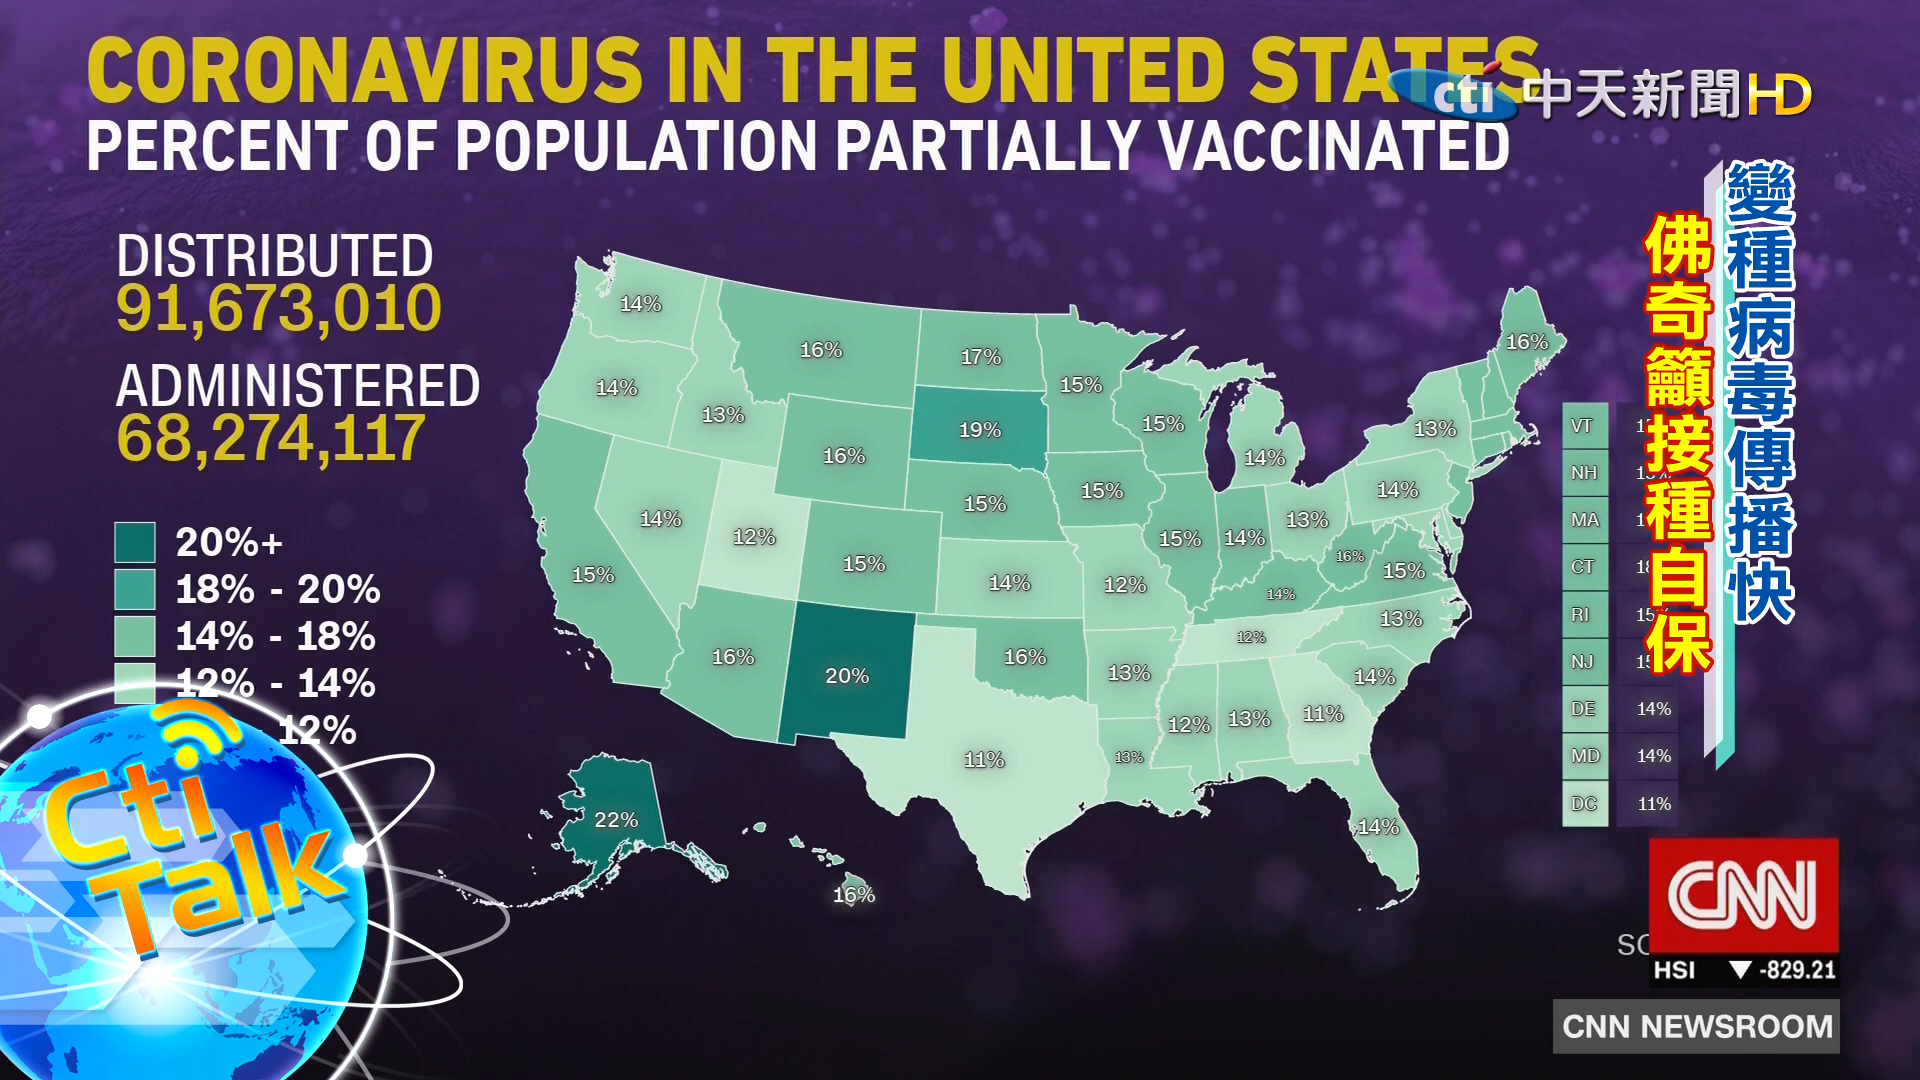 CORONAVIRUS IN THE UNITED STATES
PERCENT OF POPULATION PARTIALLY VACCINATED
cti 中天新聞HD
變種病毒傳播快
佛奇籲接種自保
DISTRIBUTED
91,673,010
ADMINISTERED
68,274,117
20%+
18% - 20%
14% - 18%
12% - 14%
12%
14%
16%
17%
15%
16%
14%
13%
19%
15%
13%
16%
15%
14%
14%
15%
15%
14%
12%
15%
14%
13%
15%
15%
14%
12%
14%
16%
15%
13%
16%
20%
16%
13%
12%
14%
11%
13%
12%
13%
11%
14%
22%
16%
VT
NH
MA
CT
RI
NJ
DE 14%
MD 14%
DC 11%
Cti
Talk
CNN
HSI ▼ -829.21
CNN NEWSROOM